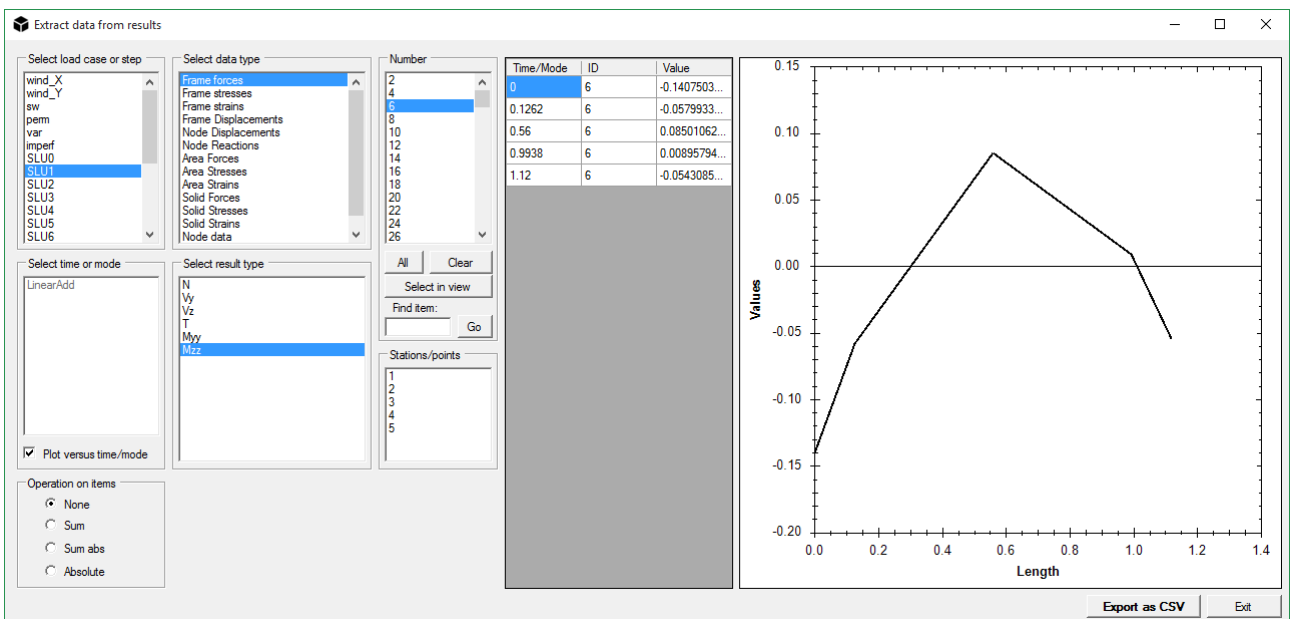 Extract data from results
Select load case or step
wind_X
wind_Y
sw
perm
var
imperf
SLU0
SLU1
SLU2
SLU3
SLU4
SLU5
SLU6
Select data type
Frame forces
Frame stresses
Frame strains
Frame Displacements
Node Displacements
Node Reactions
Area Forces
Area Stresses
Area Strains
Solid Forces
Solid Stresses
Solid Strains
Node data
Number
2
4
6
8
10
12
14
16
18
20
22
24
26
All Clear
Select in view
Find item:
Go
Select time or mode
LinearAdd
Plot versus time/mode
Select result type
N
Vy
Vz
T
Myy
Mzz
Stations/points
1
2
3
4
5
Operation on items
None
Sum
Sum abs
Absolute
Time/Mode ID Value
0 6 -0.1407503...
0.1262 6 -0.0579933...
0.56 6 0.08501062...
0.9938 6 0.00895794...
1.12 6 -0.0543085...
Values
0.15
0.10
0.05
0.00
-0.05
-0.10
-0.15
-0.20
0.0 0.2 0.4 0.6 0.8 1.0 1.2 1.4
Length
Export as CSV Exit